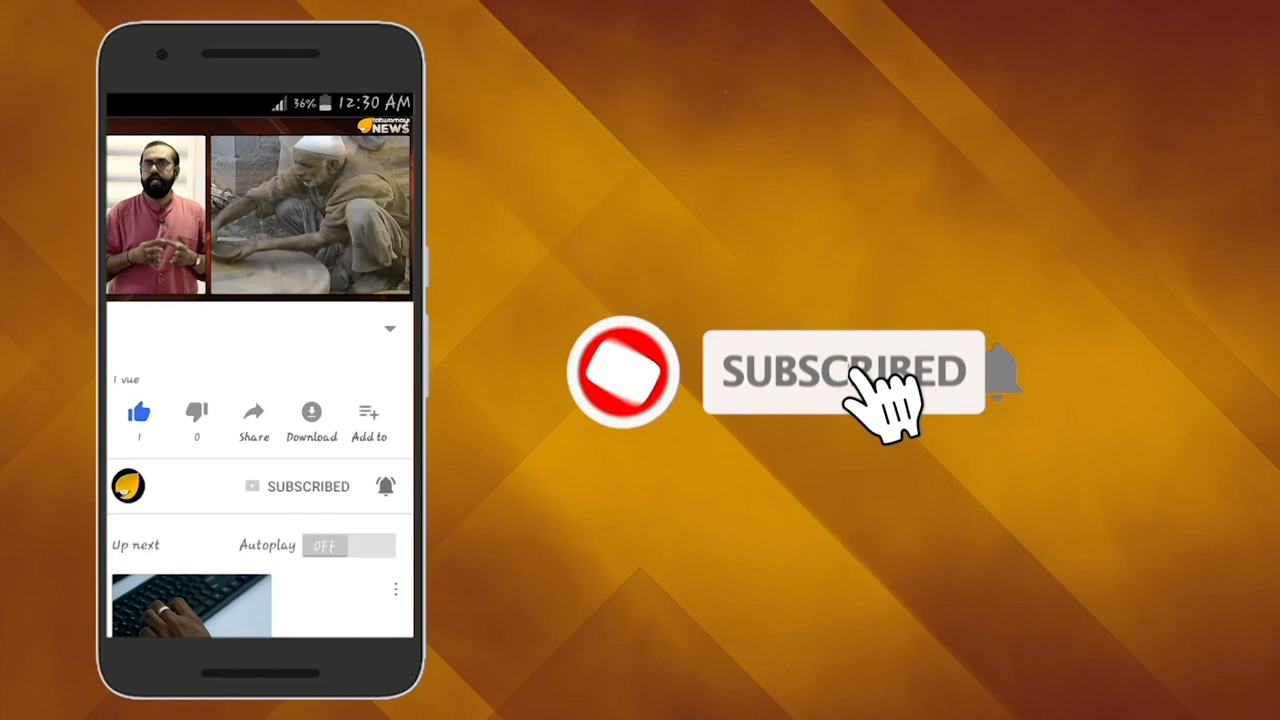 36% 12:30 AM
tatwamayi
NEWS
1 vue
1
0
Share
Download
Add to
SUBSCRIBED
Up next
Autoplay
OFF
SUBSCRIBED